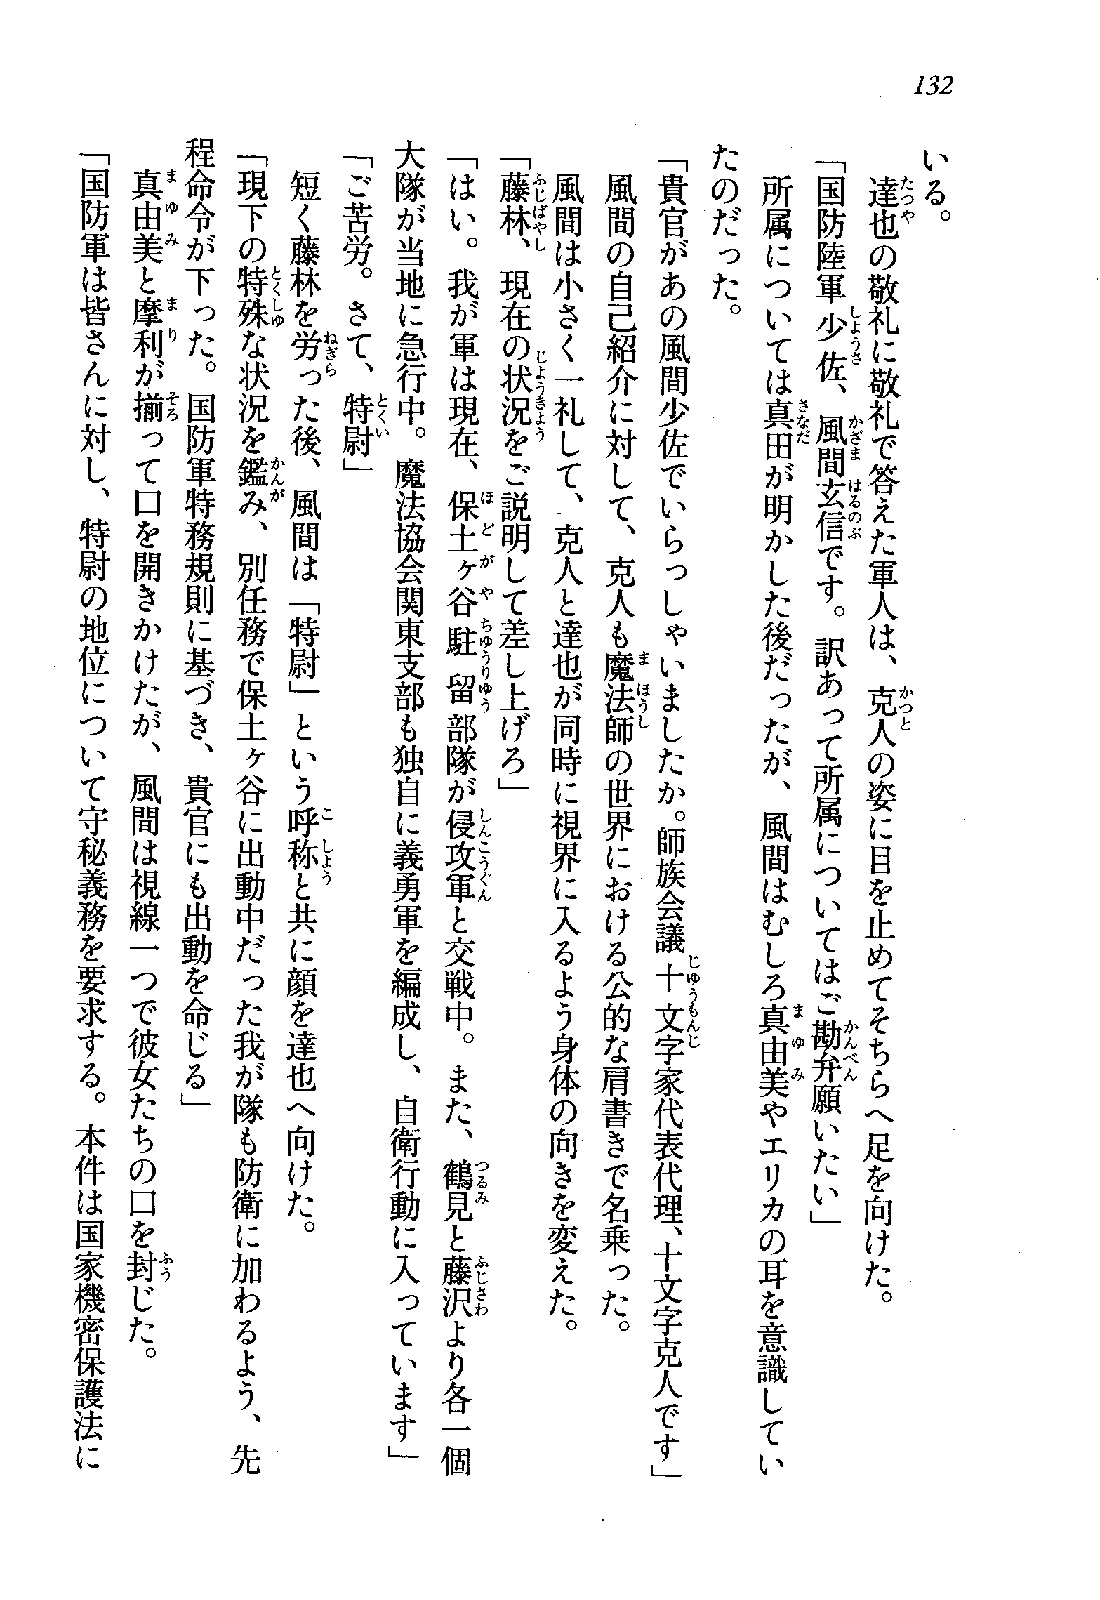 132
いる。
達也の敬礼に敬礼で答えた軍人は、克人の姿に目を止めてそちらへ足を向けた。
「国防陸軍少佐、風間玄信です。訳あって所属についてはご勘弁願いたい」
所属については真田が明かした後だったが、風間はむしろ真由美やエリカの耳を意識してい
たのだった。
「貴官があの風間少佐でいらっしゃいましたか。師族会議十文字家代表代理、十文字克人です」
風間の自己紹介に対して、克人も魔法師の世界における公的な肩書きで名乗った。
風間は小さく一礼して、克人と達也が同時に視界に入るよう身体の向きを変えた。
「藤林、現在の状況をご説明して差し上げろ」
「はい。我が軍は現在、保土ヶ谷駐留部隊が侵攻軍と交戦中。また、鶴見と藤沢より各一個
大隊が当地に急行中。魔法協会関東支部も独自に義勇軍を編成し、自衛行動に入っています」
「ご苦労。さて、特尉」
短く藤林を労った後、風間は「特尉」という呼称と共に顔を達也へ向けた。
「現下の特殊な状況を鑑み、別任務で保土ヶ谷に出動中だった我が隊も防衛に加わるよう、先
程命令が下った。国防軍特務規則に基づき、貴官にも出動を命じる」
真由美と摩利が揃って口を開きかけたが、風間は視線一つで彼女たちの口を封じた。
「国防軍は皆さんに対し、特尉の地位について守秘義務を要求する。本件は国家機密保護法に